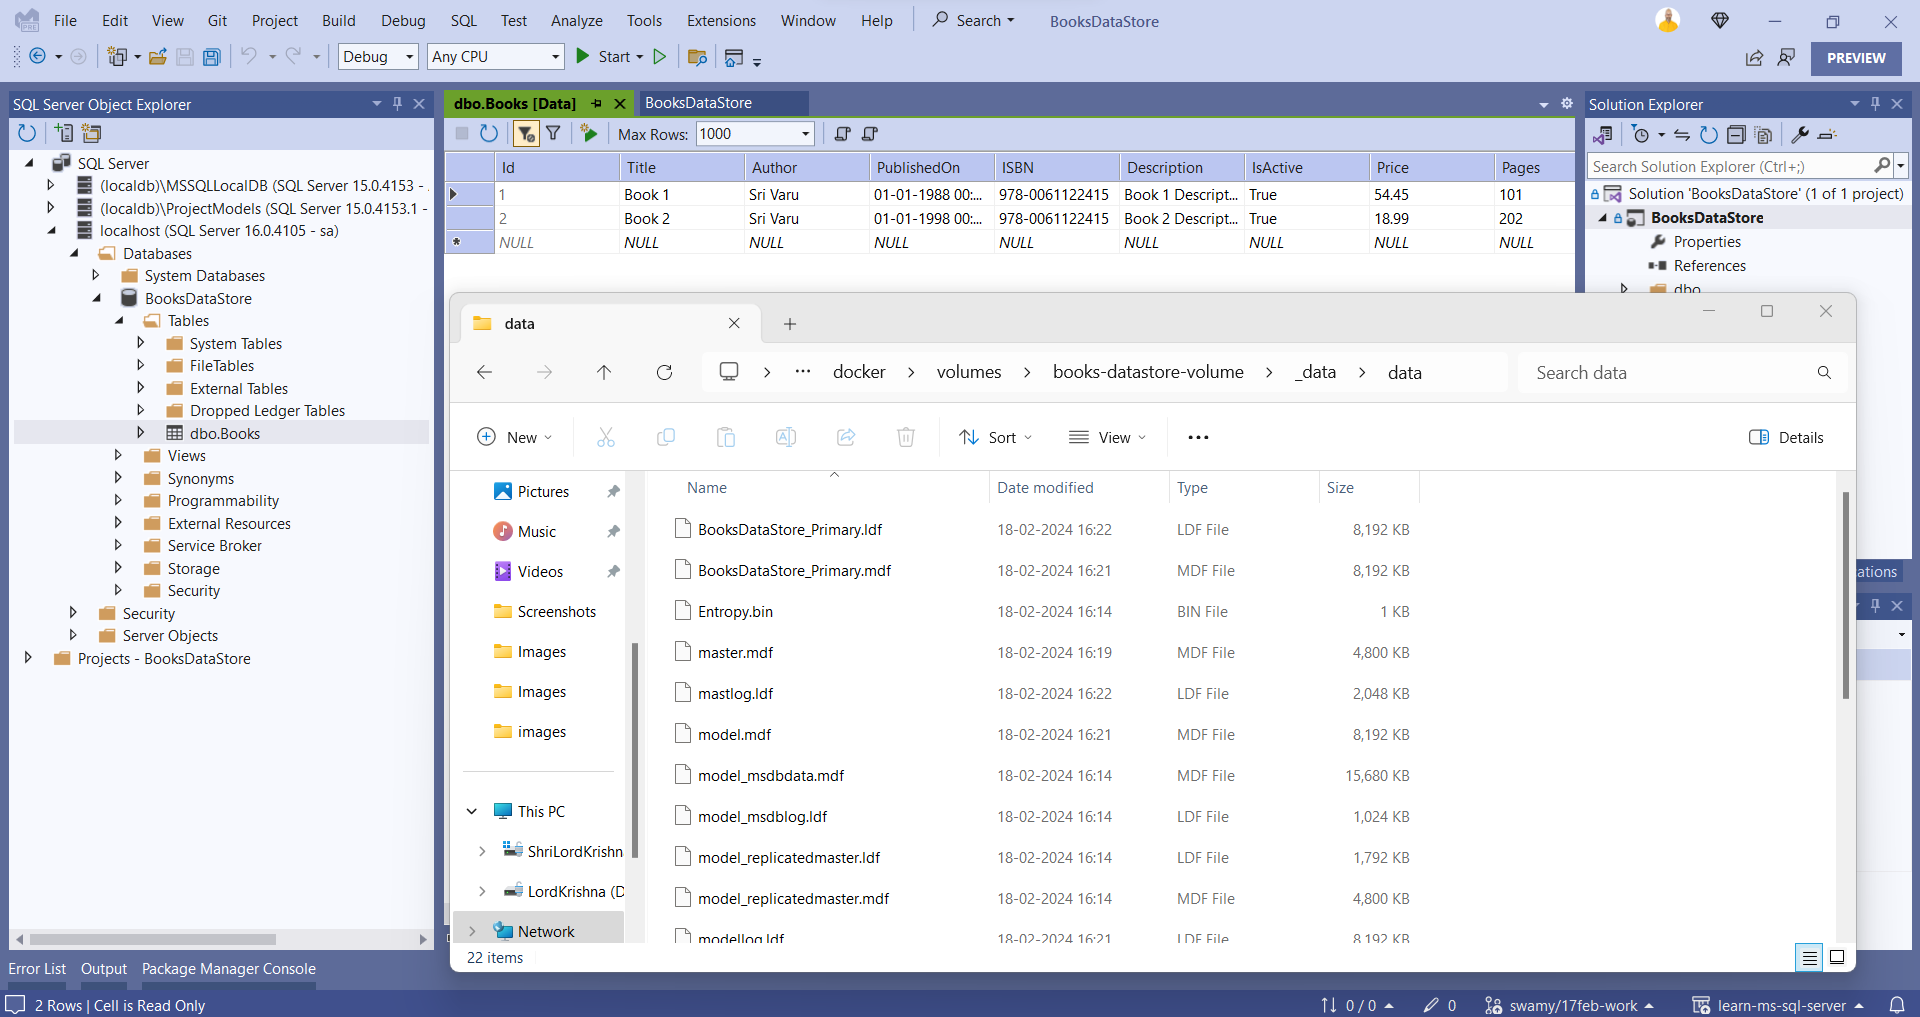 File Edit View Git Project Build Debug SQL Test Analyze Tools Extensions Window Help Search BooksDataStore
Debug Any CPU Start PREVIEW
SQL Server Object Explorer
SQL Server
(localdb)\MSSQLLocalDB (SQL Server 15.0.4153 -
(localdb)\ProjectModels (SQL Server 15.0.4153.1 -
localhost (SQL Server 16.0.4105 - sa)
Databases
System Databases
BooksDataStore
Tables
System Tables
FileTables
External Tables
Dropped Ledger Tables
dbo.Books
Views
Synonyms
Programmability
External Resources
Service Broker
Storage
Security
Security
Server Objects
Projects - BooksDataStore
dbo.Books [Data] BooksDataStore
Max Rows: 1000
Id Title Author PublishedOn ISBN Description IsActive Price Pages
1 Book 1 Sri Varu 01-01-1988 00:... 978-0061122415 Book 1 Descript... True 54.45 101
2 Book 2 Sri Varu 01-01-1998 00:... 978-0061122415 Book 2 Descript... True 18.99 202
NULL NULL NULL NULL NULL NULL NULL NULL NULL
Solution Explorer
Search Solution Explorer (Ctrl+;)
Solution 'BooksDataStore' (1 of 1 project)
BooksDataStore
Properties
References
dbo
ations
data
docker > volumes > books-datastore-volume > _data > data
Search data
New Sort View Details
Pictures
Music
Videos
Screenshots
Images
Images
images
This PC
ShriLordKrishn
LordKrishna (D
Network
Name Date modified Type Size
BooksDataStore_Primary.ldf 18-02-2024 16:22 LDF File 8,192 KB
BooksDataStore_Primary.mdf 18-02-2024 16:21 MDF File 8,192 KB
Entropy.bin 18-02-2024 16:14 BIN File 1 KB
master.mdf 18-02-2024 16:19 MDF File 4,800 KB
mastlog.ldf 18-02-2024 16:22 LDF File 2,048 KB
model.mdf 18-02-2024 16:21 MDF File 8,192 KB
model_msdbdata.mdf 18-02-2024 16:14 MDF File 15,680 KB
model_msdblog.ldf 18-02-2024 16:14 LDF File 1,024 KB
model_replicatedmaster.ldf 18-02-2024 16:14 LDF File 1,792 KB
model_replicatedmaster.mdf 18-02-2024 16:14 MDF File 4,800 KB
modellog.ldf 18-02-2024 16:21 LDF File 8,192 KB
22 items
Error List Output Package Manager Console
2 Rows | Cell is Read Only
0 / 0 0 swamy/17feb-work learn-ms-sql-server